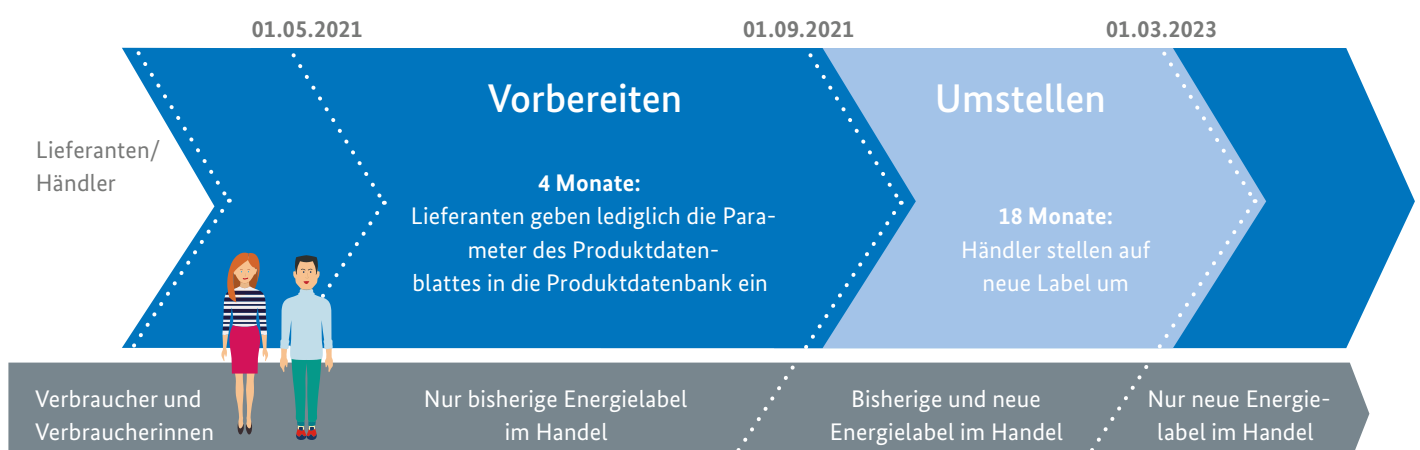 01.05.2021
01.09.2021
01.03.2023
Lieferanten/
Händler
Vorbereiten
4 Monate:
Lieferanten geben lediglich die Para-
meter des Produktdaten-
blattes in die Produktdatenbank ein
Umstellen
18 Monate:
Händler stellen auf
neue Label um
Verbraucher und
Verbraucherinnen
Nur bisherige Energielabel
im Handel
Bisherige und neue
Energielabel im Handel
Nur neue Energie-
label im Handel